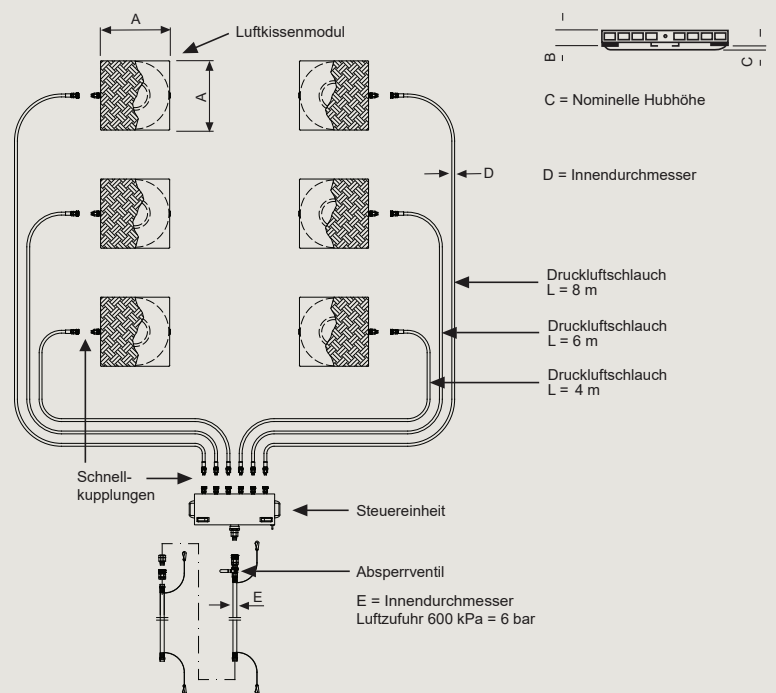 A
Luftkissenmodul
A
B
C
C = Nominelle Hubhöhe
D
D = Innendurchmesser
Druckluftschlauch
L = 8 m
Druckluftschlauch
L = 6 m
Druckluftschlauch
L = 4 m
Schnell-
kupplungen
Steuereinheit
Absperrventil
E
E = Innendurchmesser
Luftzufuhr 600 kPa = 6 bar